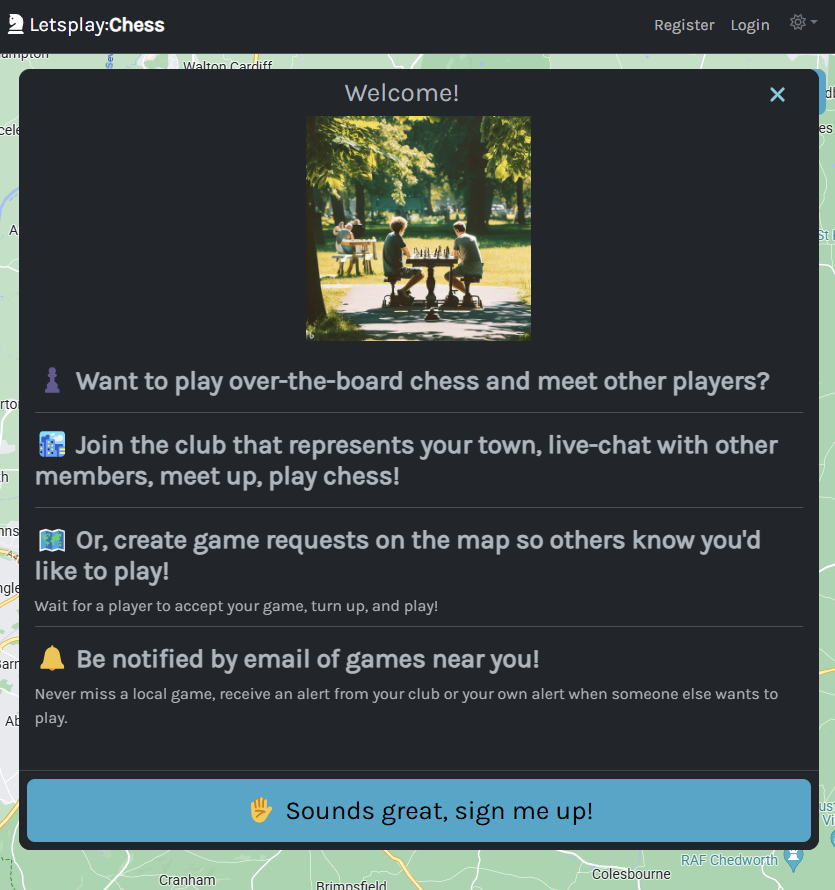 Letsplay:Chess
Register
Login
Walton Cardiff
Welcome!
Want to play over-the-board chess and meet other players?
Join the club that represents your town, live-chat with other
members, meet up, play chess!
Or, create game requests on the map so others know you'd
like to play!
Wait for a player to accept your game, turn up, and play!
Be notified by email of games near you!
Never miss a local game, receive an alert from your club or your own alert when someone else wants to
play.
Sounds great, sign me up!
RAF Chedworth
Colesbourne
Cranham
Brimpsfield